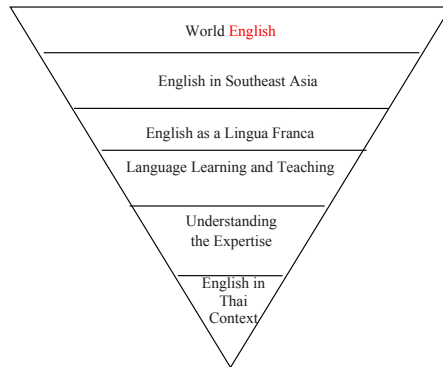 World English
English in Southeast Asia
English as a Lingua Franca
Language Learning and Teaching
Understanding
the Expertise
English in
Thai
Context